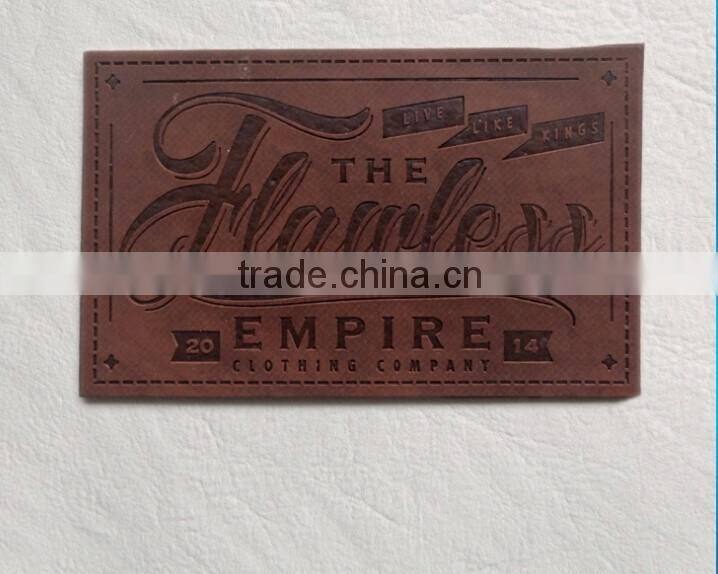 LIVE LIKE KINGS
THE
Flawless
trade.china.cn
EMPIRE
20 14
CLOTHING COMPANY